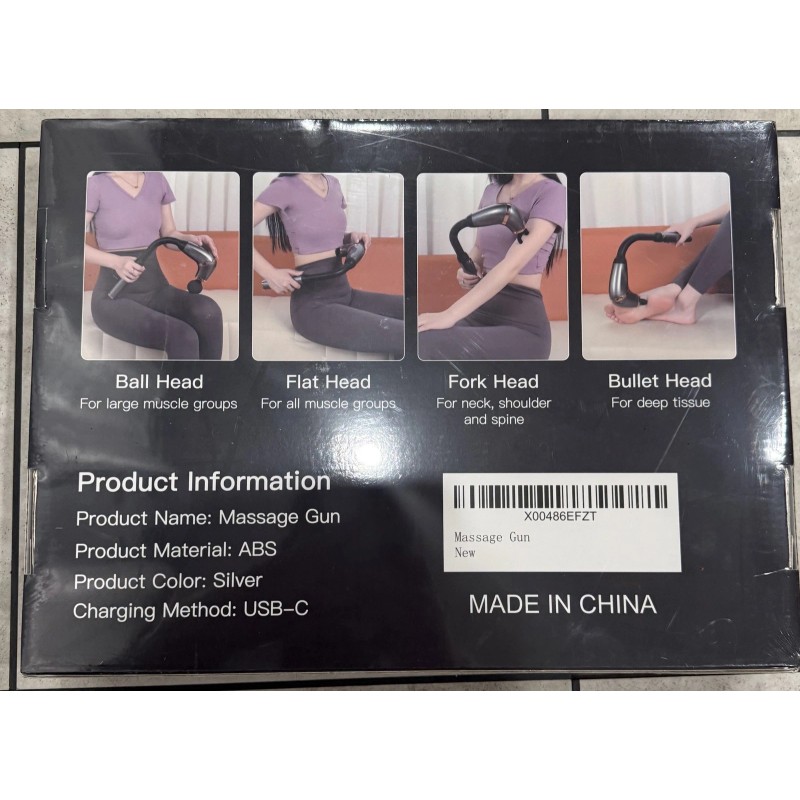 Ball Head
For large muscle groups
Flat Head
For all muscle groups
Fork Head
For neck, shoulder
and spine
Bullet Head
For deep tissue
Product Information
Product Name: Massage Gun
Product Material: ABS
Product Color: Silver
Charging Method: USB-C
X00486EFZT
Massage Gun
New
MADE IN CHINA